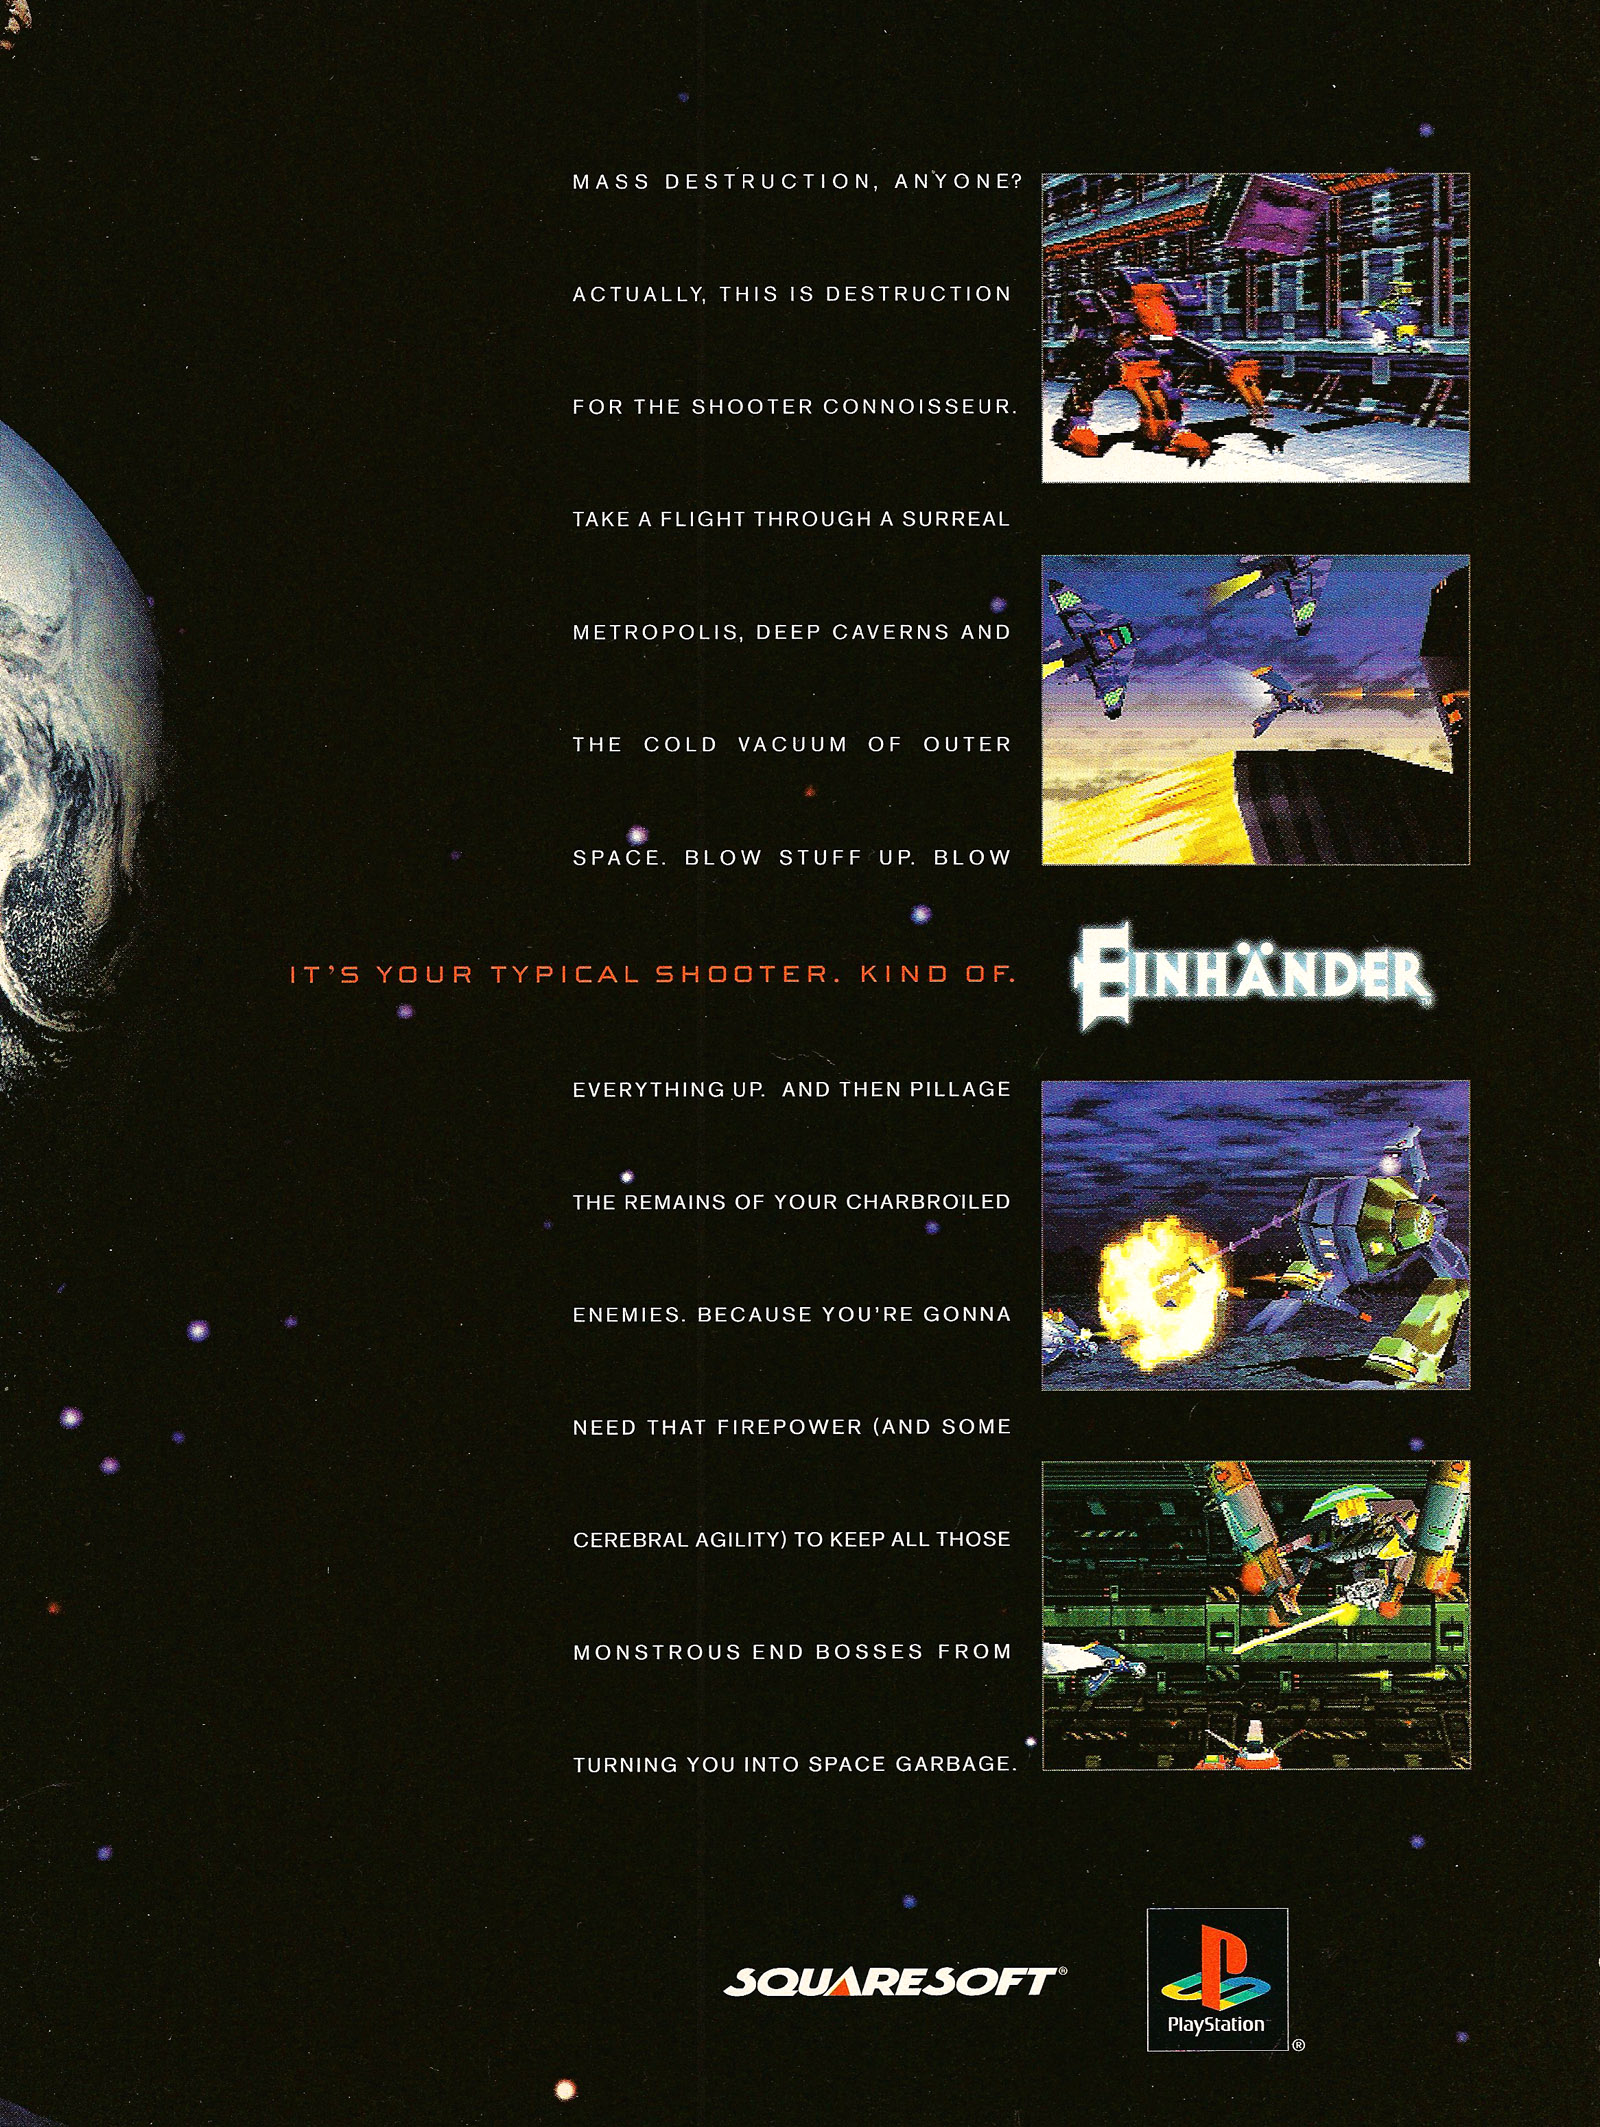 MASS DESTRUCTION, ANYONE?
ACTUALLY, THIS IS DESTRUCTION
FOR THE SHOOTER CONNOISSEUR.
TAKE A FLIGHT THROUGH A SURREAL
METROPOLIS, DEEP CAVERNS AND
THE COLD VACUUM OF OUTER
SPACE. BLOW STUFF UP. BLOW
IT'S YOUR TYPICAL SHOOTER. KIND OF.
EINHÄNDER™
EVERYTHING UP. AND THEN PILLAGE
THE REMAINS OF YOUR CHARBROILED
ENEMIES. BECAUSE YOU'RE GONNA
NEED THAT FIREPOWER (AND SOME
CEREBRAL AGILITY) TO KEEP ALL THOSE
MONSTROUS END BOSSES FROM
TURNING YOU INTO SPACE GARBAGE.
SQUARESOFT®
PlayStation
®